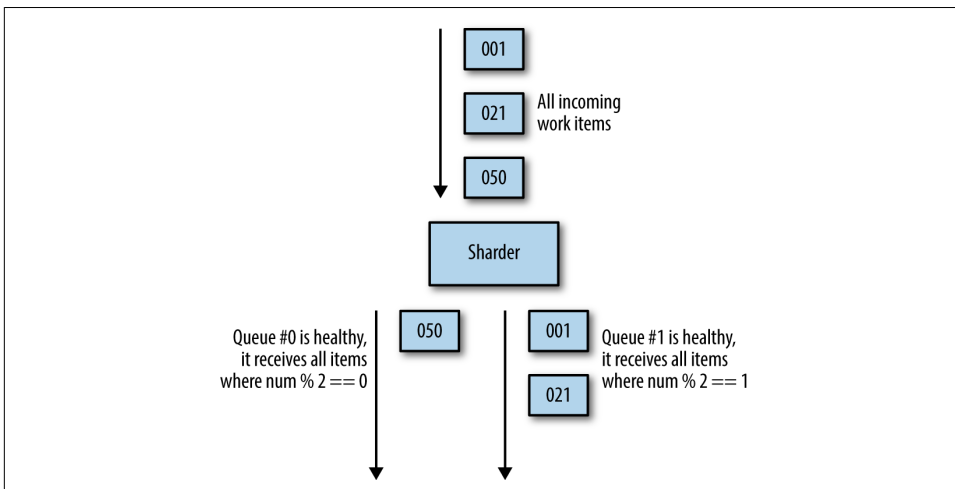 001
021
All incoming
work items
050
Sharder
Queue #0 is healthy,
it receives all items
where num % 2 == 0
050
001
021
Queue #1 is healthy,
it receives all items
where num % 2 == 1